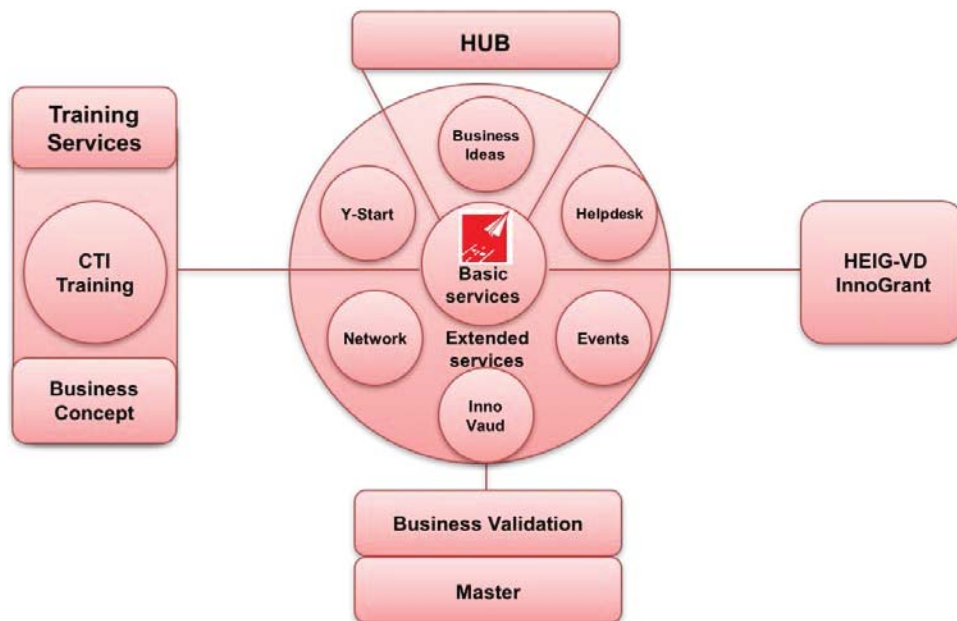 HUB
Training
Services
CTI
Training
Business
Concept
Business
Ideas
Y-Start
Helpdesk
Basic
services
Network
Extended
services
Events
Inno
Vaud
HEIG-VD
InnoGrant
Business Validation
Master